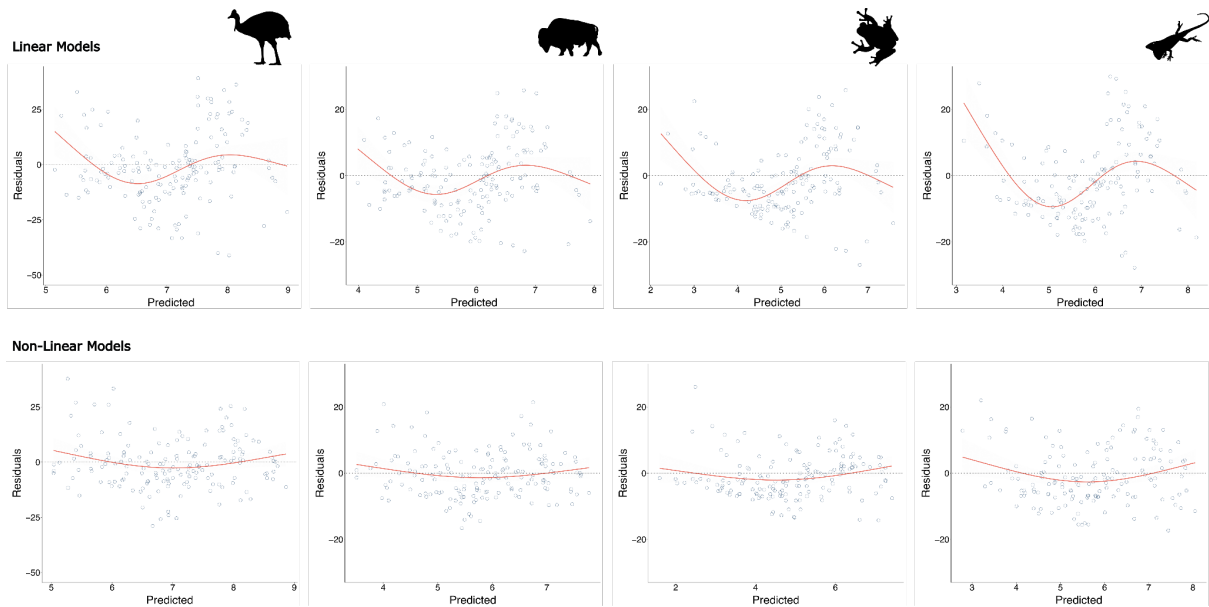 Linear Models
Residuals
25
0
−25
−50
5 6 7 8 9
Predicted
Residuals
20
0
−20
4 5 6 7 8
Predicted
Residuals
20
0
−20
2 3 4 5 6 7
Predicted
Residuals
20
0
−20
3 4 5 6 7 8
Predicted
Non-Linear Models
Residuals
25
0
−25
−50
5 6 7 8 9
Predicted
Residuals
20
0
−20
4 5 6 7
Predicted
Residuals
20
0
−20
2 4 6
Predicted
Residuals
20
0
−20
3 4 5 6 7 8
Predicted